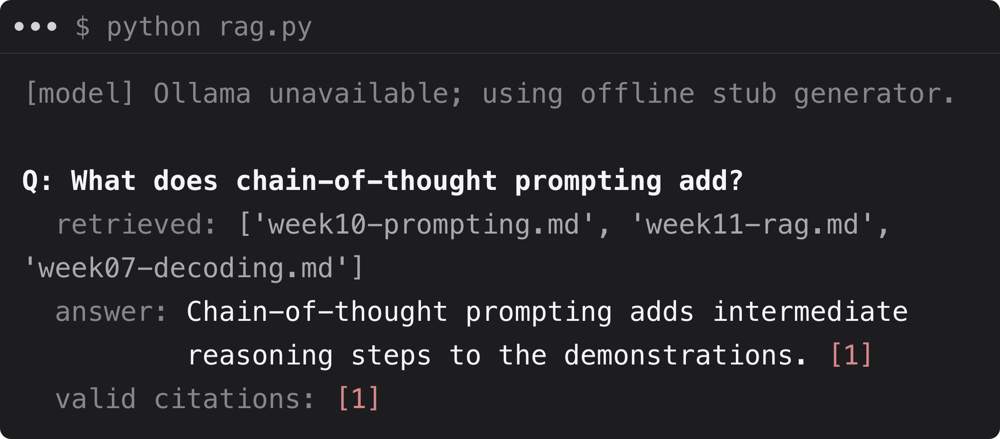 $ python rag.py
[model] Ollama unavailable; using offline stub generator.
Q: What does chain-of-thought prompting add?
retrieved: ['week10-prompting.md', 'week11-rag.md',
'week07-decoding.md']
answer: Chain-of-thought prompting adds intermediate
reasoning steps to the demonstrations. [1]
valid citations: [1]